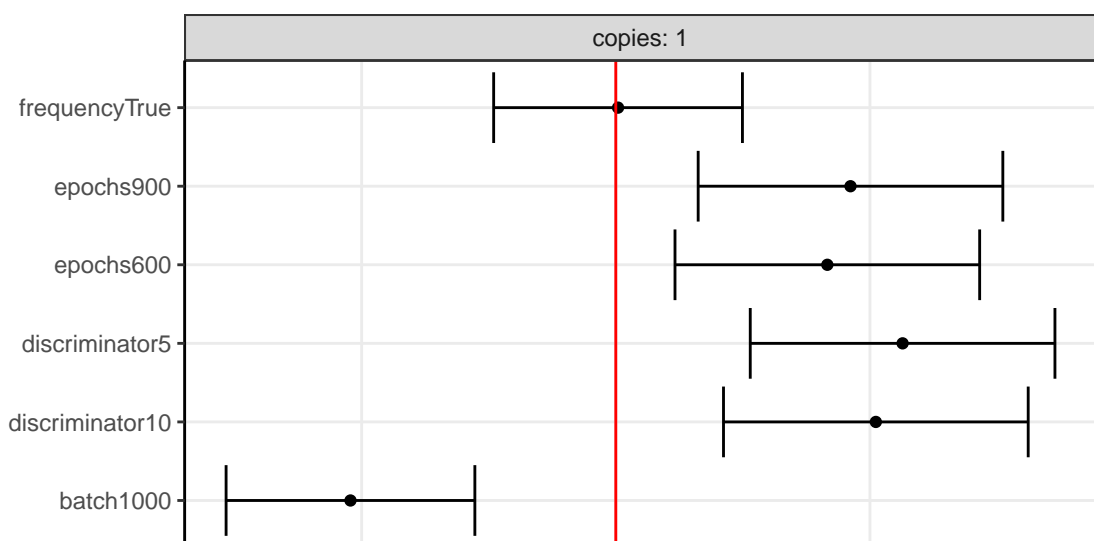 copies: 1
frequencyTrue
epochs900
epochs600
discriminator5
discriminator10
batch1000